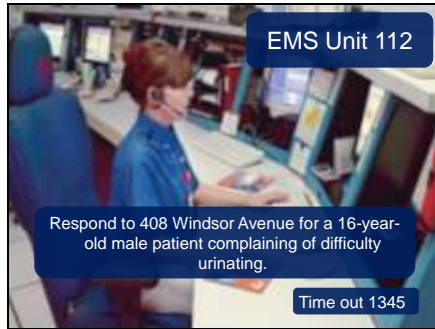 EMS Unit 112
Respond to 408 Windsor Avenue for a 16-year-
old male patient complaining of difficulty
urinating.
Time out 1345